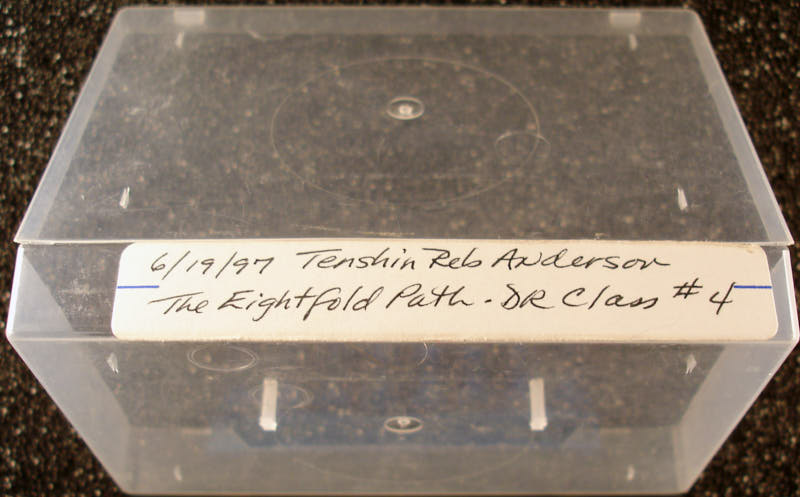 6/19/97 Tenshin Reb Anderson
The Eightfold Path - DR Class #4